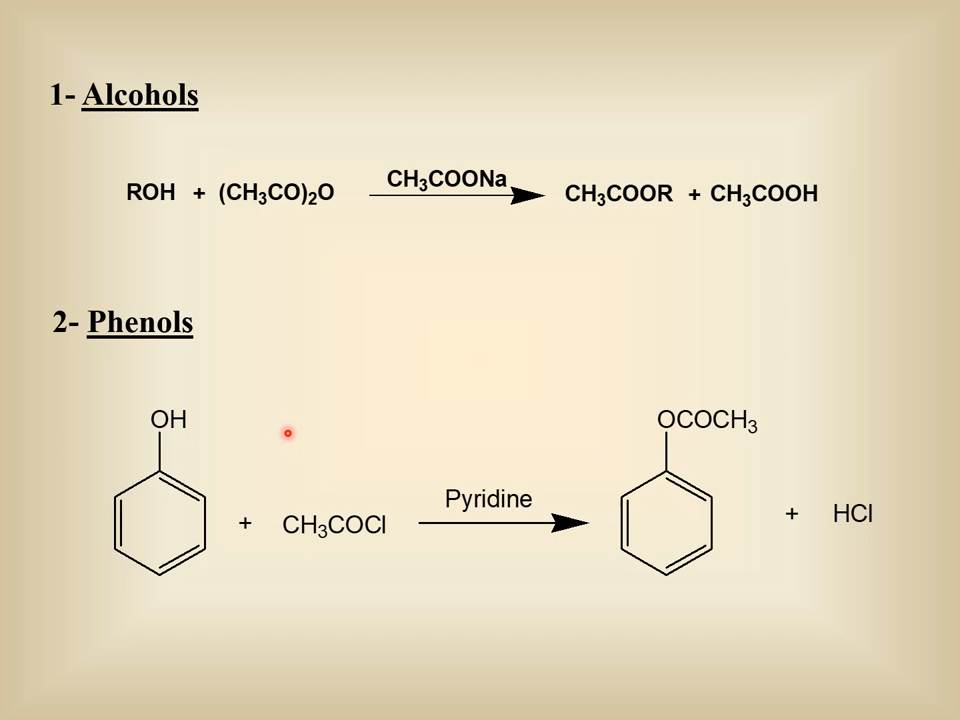 1- Alcohols
ROH + (CH₃CO)₂O CH₃COONa CH₃COOR + CH₃COOH
2- Phenols
OH OCOCH₃
+ CH₃COCl Pyridine + HCl